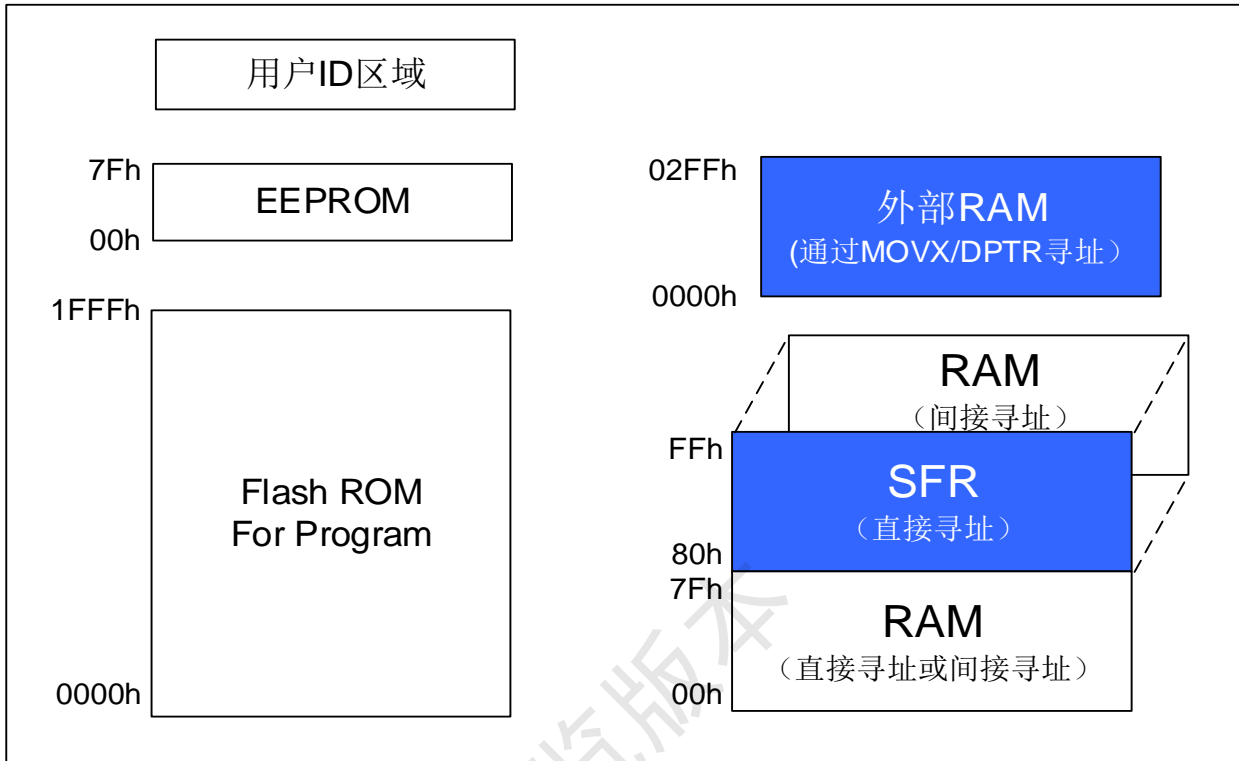 用户ID区域
7Fh
EEPROM
00h
1FFFh
Flash ROM
For Program
0000h
02FFh
外部RAM
(通过MOVX/DPTR寻址）
0000h
RAM
（间接寻址）
FFh
SFR
（直接寻址）
80h
7Fh
RAM
（直接寻址或间接寻址）
00h
览版本